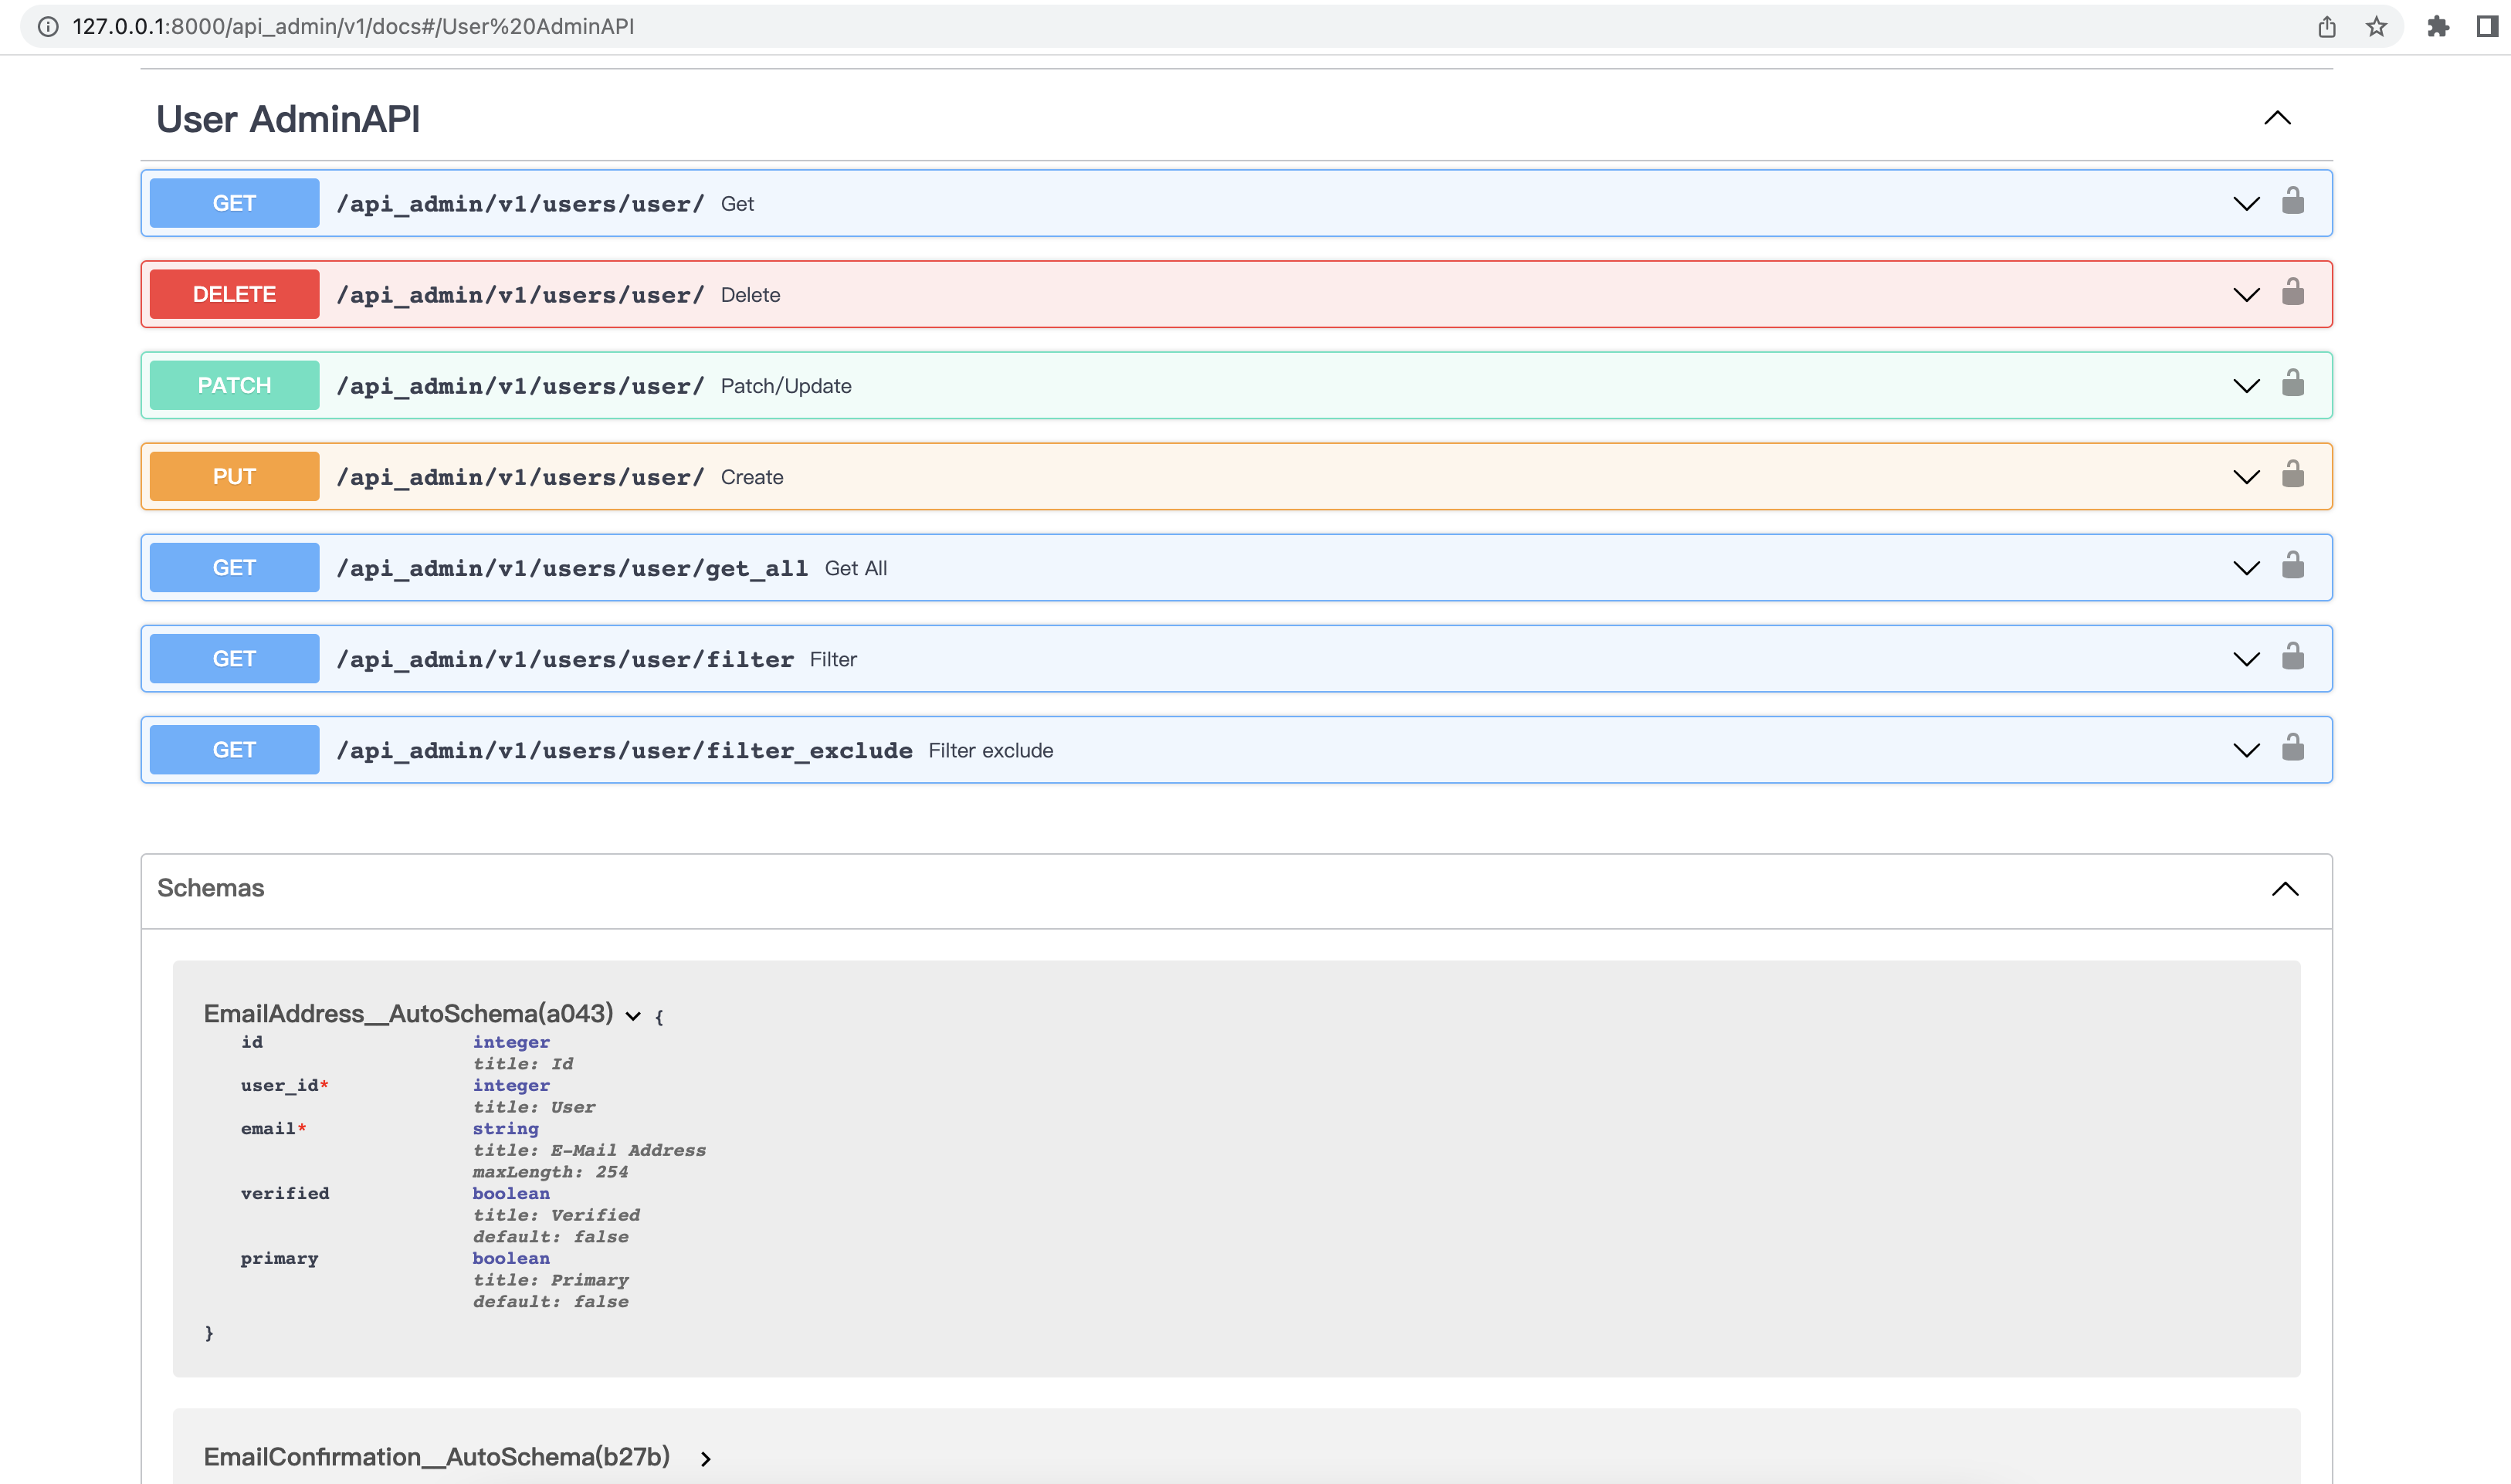 127.0.0.1:8000/api_admin/v1/docs#/User%20AdminAPI
User AdminAPI
GET /api_admin/v1/users/user/ Get
DELETE /api_admin/v1/users/user/ Delete
PATCH /api_admin/v1/users/user/ Patch/Update
PUT /api_admin/v1/users/user/ Create
GET /api_admin/v1/users/user/get_all Get All
GET /api_admin/v1/users/user/filter Filter
GET /api_admin/v1/users/user/filter_exclude Filter exclude
Schemas
EmailAddress__AutoSchema(a043) {
id integer
title: Id
user_id* integer
title: User
email* string
title: E-Mail Address
maxLength: 254
verified boolean
title: Verified
default: false
primary boolean
title: Primary
default: false
}
EmailConfirmation__AutoSchema(b27b)